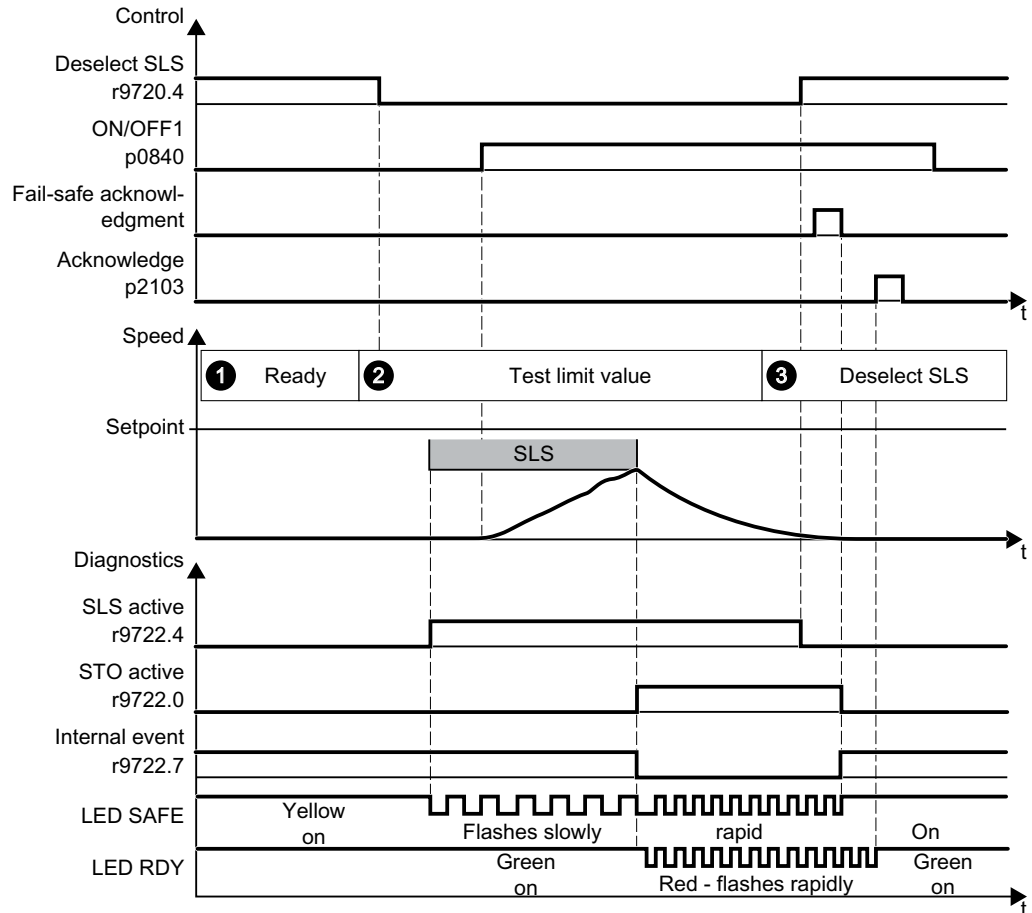 Control
Deselect SLS
r9720.4
ON/OFF1
p0840
Fail-safe acknowl-
edgment
Acknowledge
p2103
t
Speed
1 Ready 2 Test limit value 3 Deselect SLS
Setpoint
SLS
t
Diagnostics
SLS active
r9722.4
STO active
r9722.0
Internal event
r9722.7
LED SAFE
Yellow
on
Flashes slowly
rapid
On
LED RDY
Green
on
Red - flashes rapidly
Green
on
t